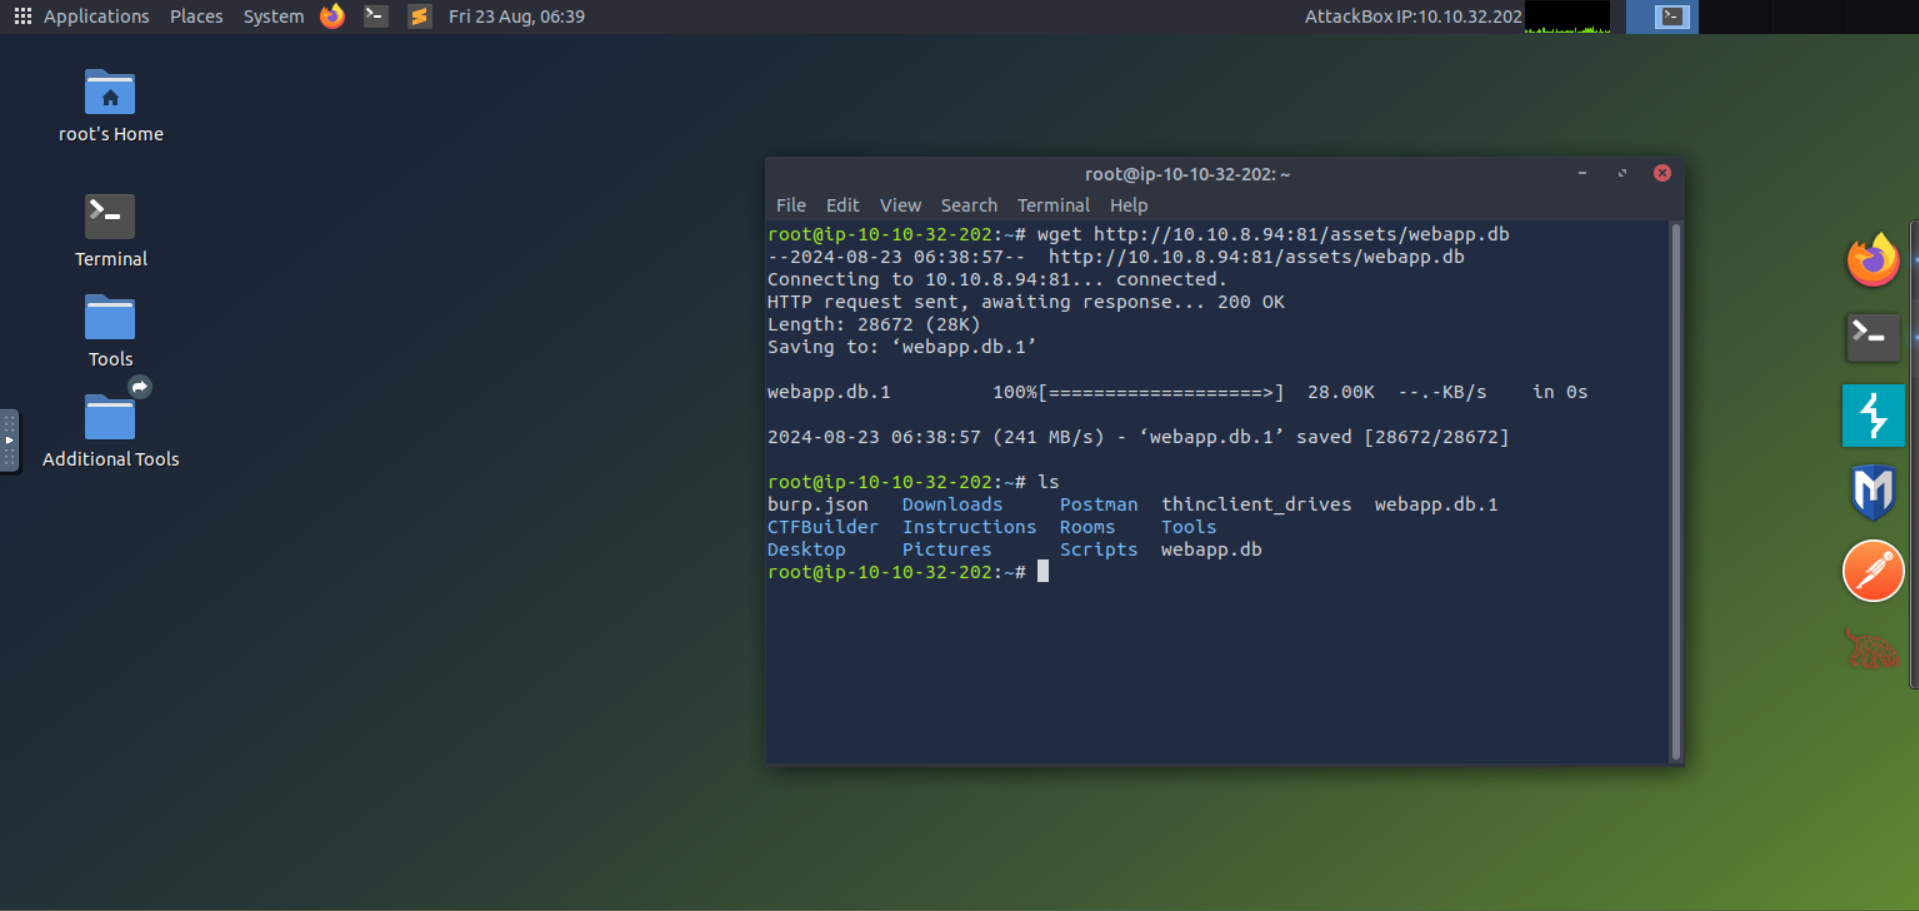 Applications Places System Fri 23 Aug, 06:39 AttackBox IP:10.10.32.202
root's Home
Terminal
Tools
Additional Tools
root@ip-10-10-32-202: ~
File Edit View Search Terminal Help
root@ip-10-10-32-202:~# wget http://10.10.8.94:81/assets/webapp.db
--2024-08-23 06:38:57--  http://10.10.8.94:81/assets/webapp.db
Connecting to 10.10.8.94:81... connected.
HTTP request sent, awaiting response... 200 OK
Length: 28672 (28K)
Saving to: ‘webapp.db.1’
webapp.db.1         100%[===================>]  28.00K  --.-KB/s    in 0s
2024-08-23 06:38:57 (241 MB/s) - ‘webapp.db.1’ saved [28672/28672]
root@ip-10-10-32-202:~# ls
burp.json   Downloads     Postman  thinclient_drives  webapp.db.1
CTFBuilder  Instructions  Rooms    Tools
Desktop     Pictures      Scripts  webapp.db
root@ip-10-10-32-202:~#